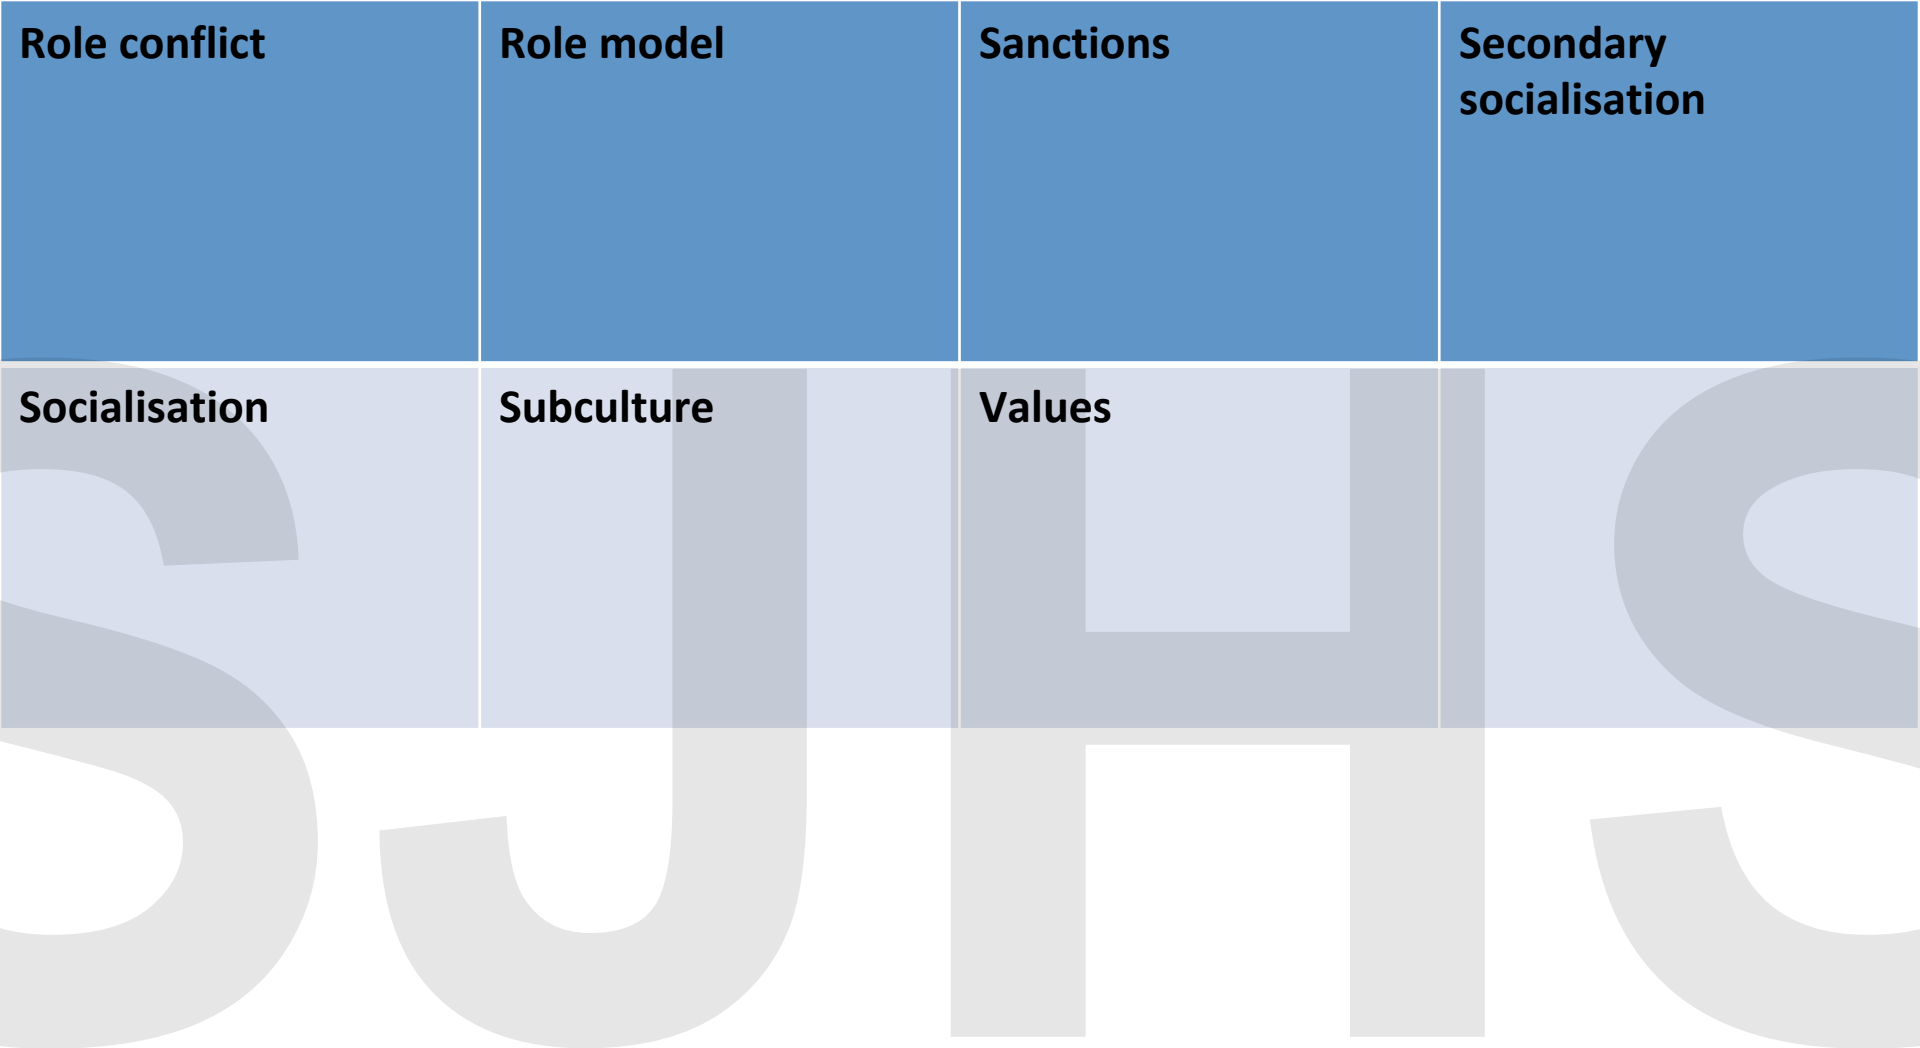 Role conflict
Role model
Sanctions
Secondary
socialisation
Socialisation
Subculture
Values
SJHS